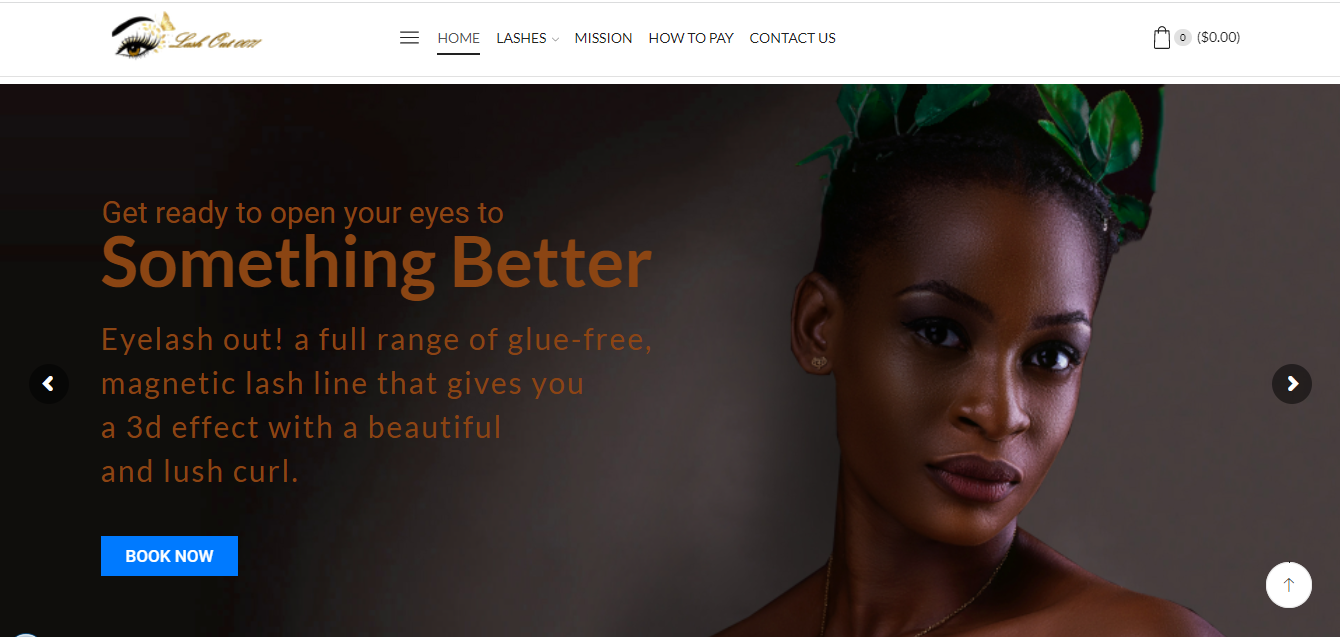 Lash Out 007
HOME LASHES MISSION HOW TO PAY CONTACT US
0 ($0.00)
Get ready to open your eyes to
Something Better
Eyelash out! a full range of glue-free,
magnetic lash line that gives you
a 3d effect with a beautiful
and lush curl.
BOOK NOW